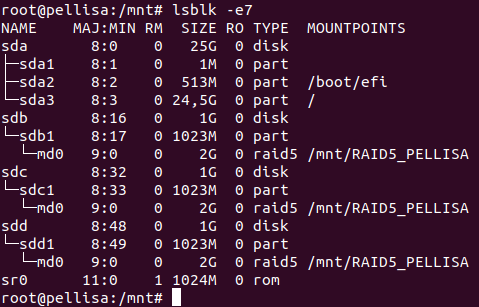 root@pellisa:/mnt# lsblk -e7
NAME MAJ:MIN RM SIZE RO TYPE MOUNTPOINTS
sda 8:0 0 25G 0 disk
├─sda1 8:1 0 1M 0 part
├─sda2 8:2 0 513M 0 part /boot/efi
└─sda3 8:3 0 24,5G 0 part /
sdb 8:16 0 1G 0 disk
└─sdb1 8:17 0 1023M 0 part
└─md0 9:0 0 2G 0 raid5 /mnt/RAID5_PELLISA
sdc 8:32 0 1G 0 disk
└─sdc1 8:33 0 1023M 0 part
└─md0 9:0 0 2G 0 raid5 /mnt/RAID5_PELLISA
sdd 8:48 0 1G 0 disk
└─sdd1 8:49 0 1023M 0 part
└─md0 9:0 0 2G 0 raid5 /mnt/RAID5_PELLISA
sr0 11:0 1 1024M 0 rom
root@pellisa:/mnt#